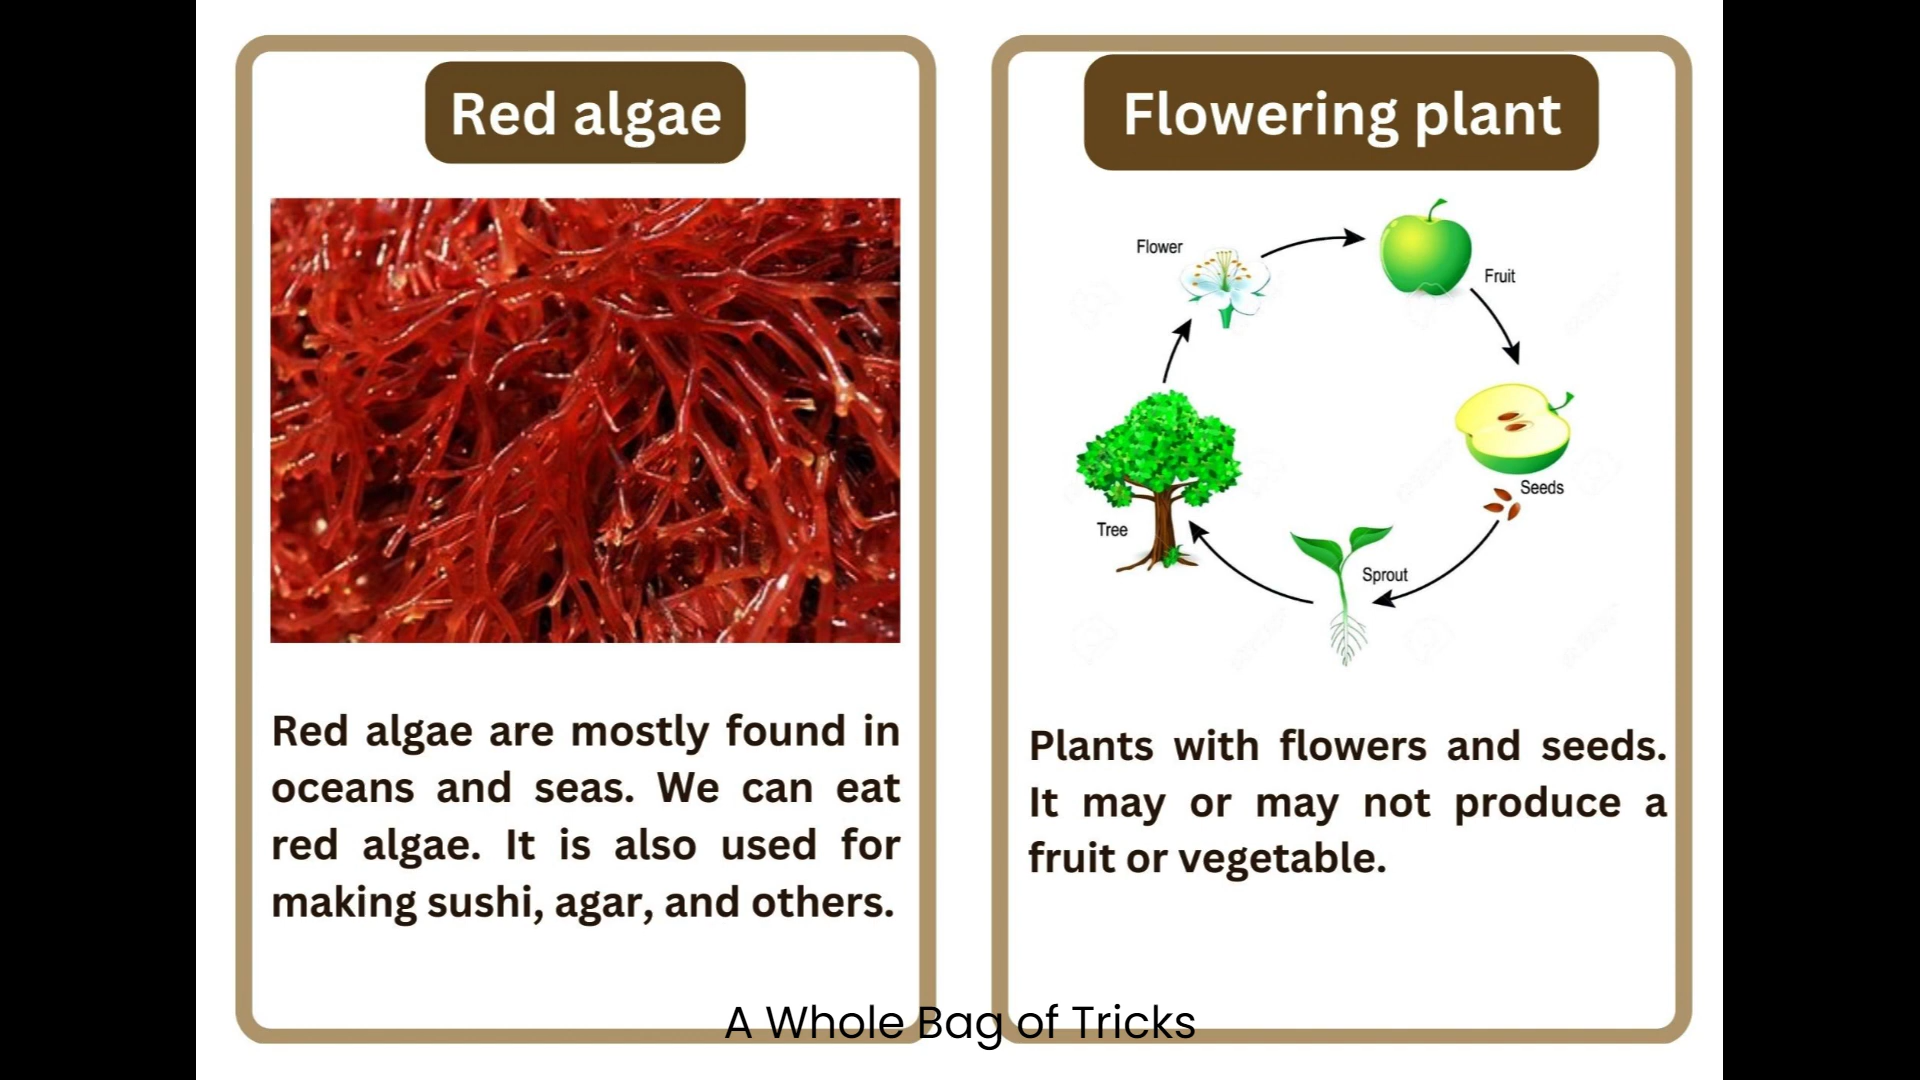 Red algae
Red algae are mostly found in
oceans and seas. We can eat
red algae. It is also used for
making sushi, agar, and others.
Flowering plant
Flower
Fruit
Seeds
Sprout
Tree
Plants with flowers and seeds.
It may or may not produce a
fruit or vegetable.
A Whole Bag of Tricks